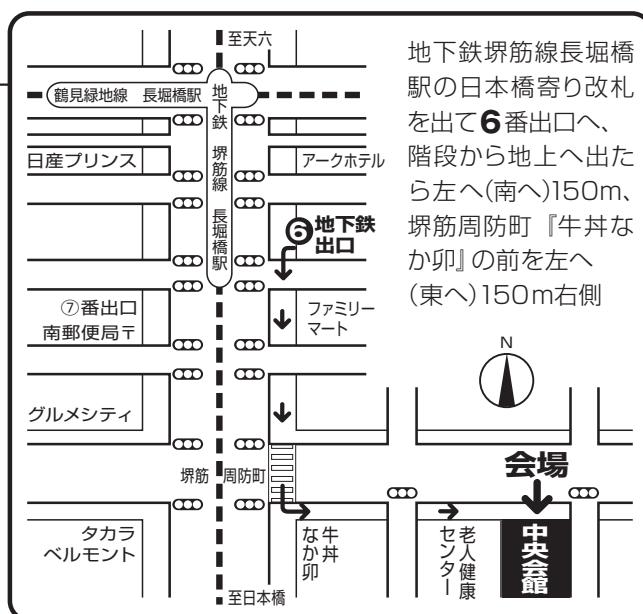 至天六
鶴見緑地線 長堀橋駅
地下鉄 堺筋線 長堀橋駅
日産プリンス
アークホテル
⑥地下鉄
出口
⑦番出口
南郵便局〒
ファミリー
マート
グルメシティ
堺筋
周防町
タカラ
ベルモント
牛丼
なか卯
老人健康
センター
会場
中央会館
至日本橋
N
地下鉄堺筋線長堀橋
駅の日本橋寄り改札
を出て6番出口へ、
階段から地上へ出た
ら左へ(南へ)150m、
堺筋周防町『牛丼な
か卯』の前を左へ
(東へ)150m右側